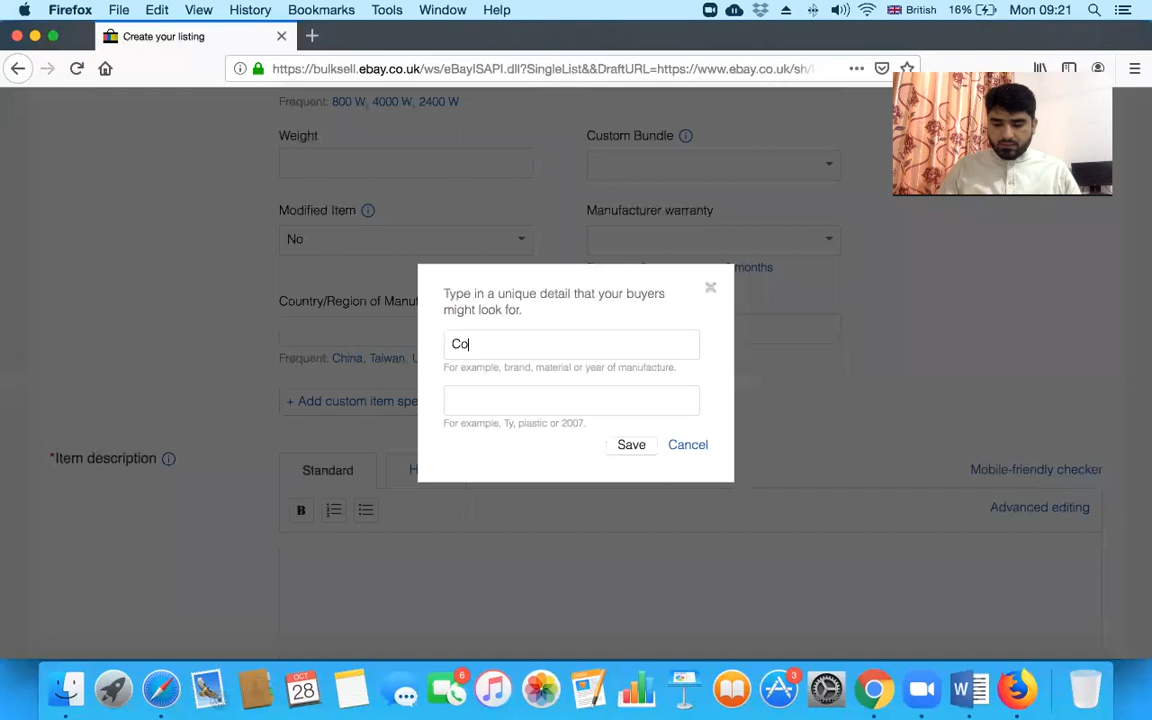 Firefox File Edit View History Bookmarks Tools Window Help British 16% Mon 09:21
Create your listing
https://bulksell.ebay.co.uk/ws/eBayISAPI.dll?SingleList&&DraftURL=https://www.ebay.co.uk/sh/
Frequent: 800 W, 4000 W, 2400 W
Weight Custom Bundle
Modified Item Manufacturer warranty
No
months
Type in a unique detail that your buyers
might look for.
Country/Region of Manuf
Co
Frequent: China, Taiwan, U
For example, brand, material or year of manufacture.
+ Add custom item spe
For example, Ty, plastic or 2007.
Save Cancel
*Item description
Standard H Mobile-friendly checker
B Advanced editing
OCT
28
6
3